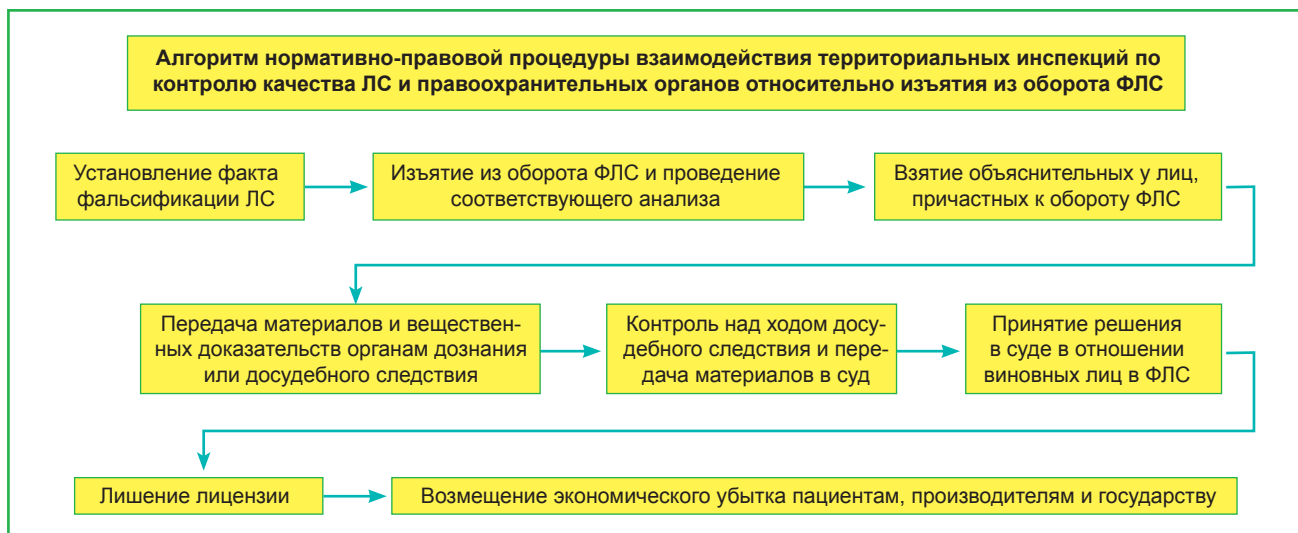 Алгоритм нормативно-правовой процедуры взаимодействия территориальных инспекций по
контролю качества ЛС и правоохранительных органов относительно изъятия из оборота ФЛС
Установление факта
фальсификации ЛС
Изъятие из оборота ФЛС и проведение
соответствующего анализа
Взятие объяснительных у лиц,
причастных к обороту ФЛС
Передача материалов и веществен-
ных доказательств органам дознания
или досудебного следствия
Контроль над ходом досу-
дебного следствия и пере-
дача материалов в суд
Принятие решения
в суде в отношении
виновных лиц в ФЛС
Лишение лицензии
Возмещение экономического убытка пациентам, производителям и государству